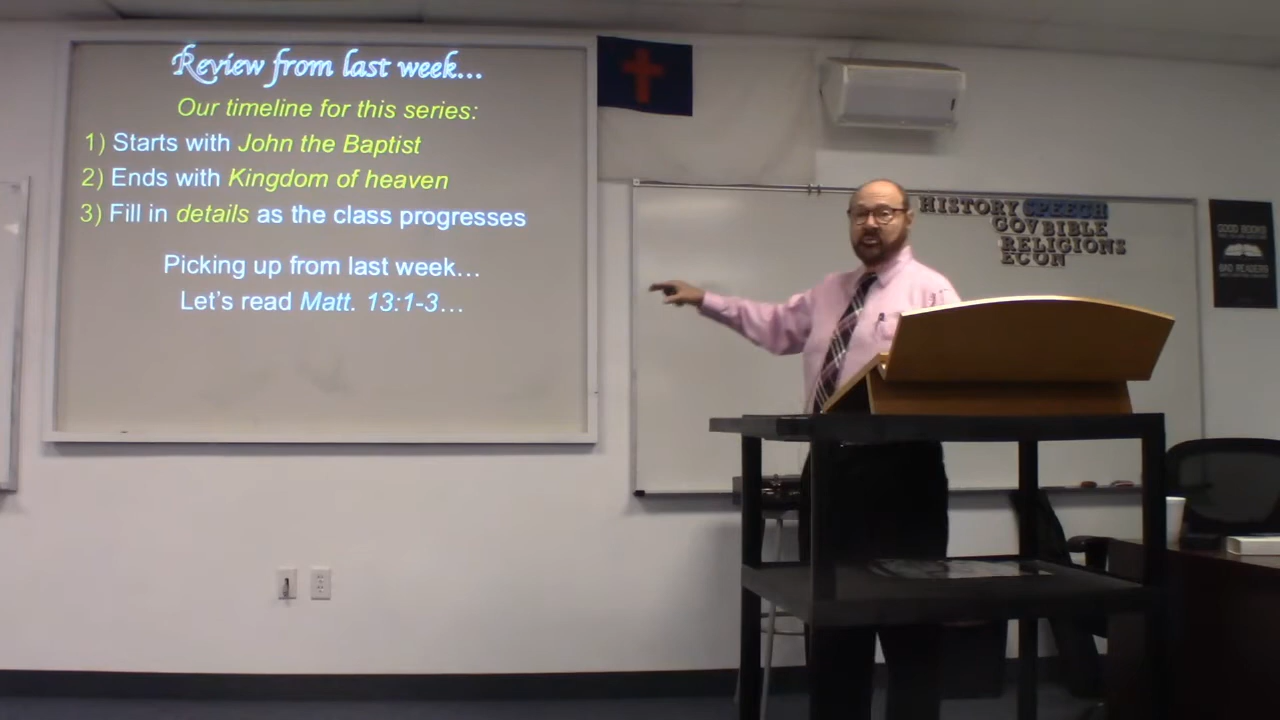 Review from last week...
Our timeline for this series:
1) Starts with John the Baptist
2) Ends with Kingdom of heaven
3) Fill in details as the class progresses
Picking up from last week...
Let's read Matt. 13:1-3...
HISTORY SPEECH
GOV BIBLE
RELIGIONS
ECON
GOOD BOOKS
BAD READERS